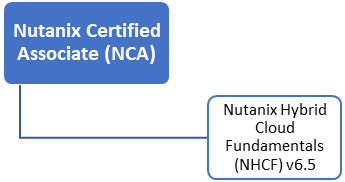 Nutanix Certified
Associate (NCA)
Nutanix Hybrid
Cloud
Fundamentals
(NHCF) v6.5